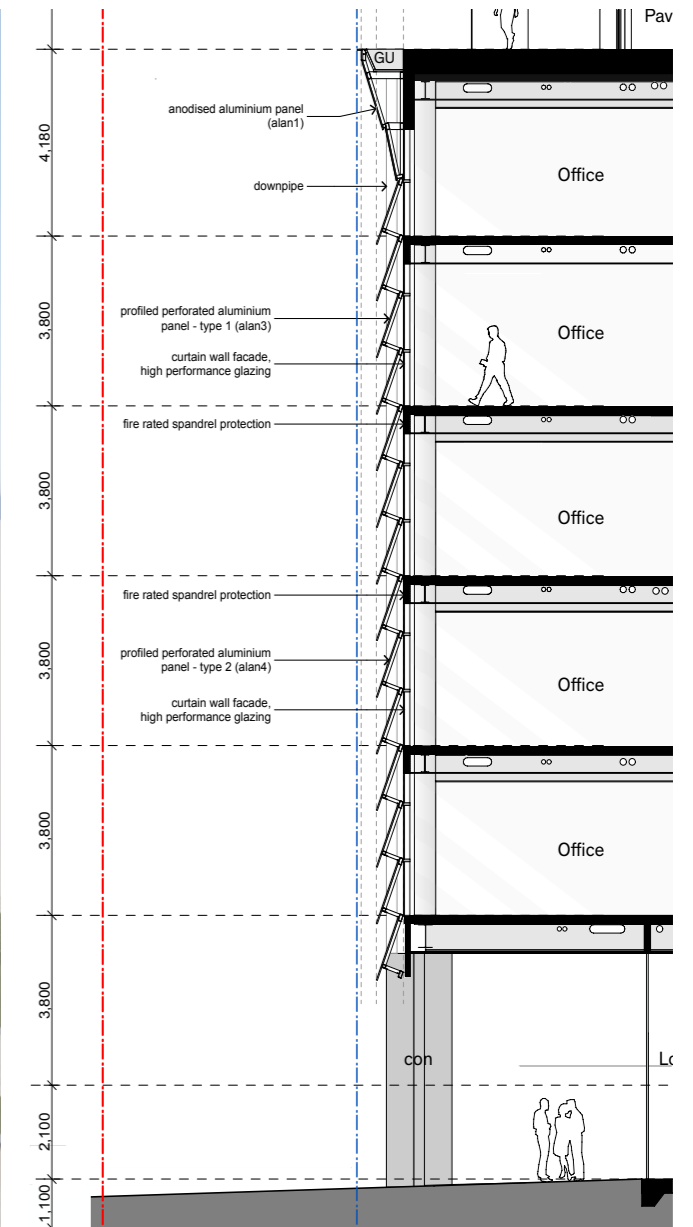 Pav
GU
anodised aluminium panel
(alan1)
4,180
Office
downpipe
profiled perforated aluminium
panel - type 1 (alan3)
3,800
Office
curtain wall facade,
high performance glazing
fire rated spandrel protection
3,800
Office
fire rated spandrel protection
profiled perforated aluminium
panel - type 2 (alan4)
3,800
Office
curtain wall facade,
high performance glazing
3,800
Office
3,800
con
Lo
2,100
1,100